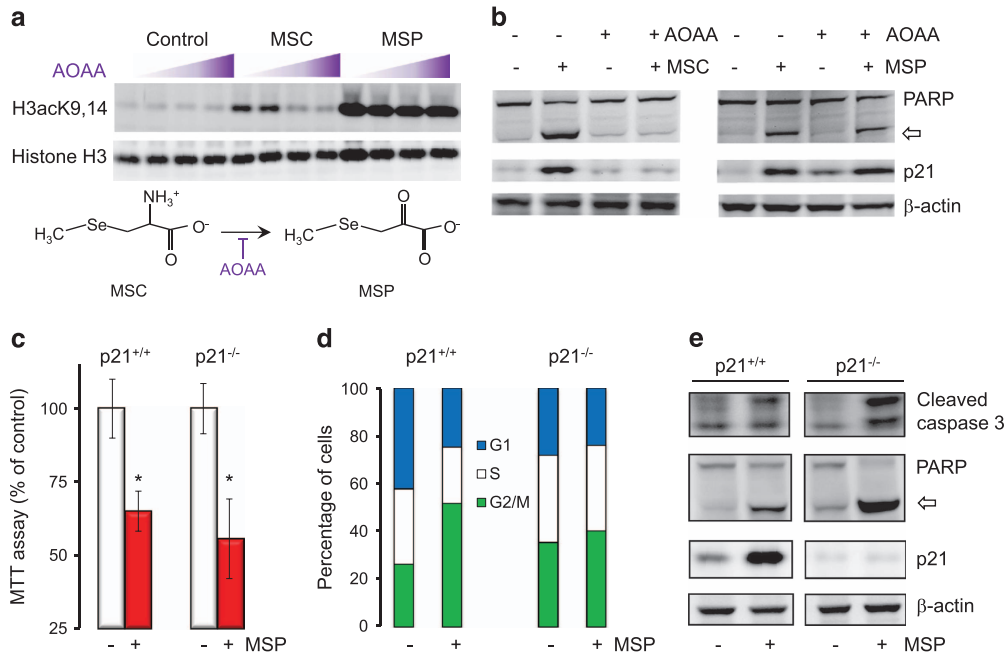 a
Control MSC MSP
AOAA
H3acK9,14
Histone H3
NH₃⁺
H₃C Se O⁻
O
MSC
AOAA
O
H₃C Se O⁻
O
MSP
b
- - + + AOAA
- + - + MSC
- - + + AOAA
- + - + MSP
PARP
p21
β-actin
c
p21⁺/⁺ p21⁻/⁻
MTT assay (% of control)
100
75
50
25
* *
- + - + MSP
d
p21⁺/⁺ p21⁻/⁻
Percentage of cells
100
80
60
40
20
0
G1
S
G2/M
- + - + MSP
e
p21⁺/⁺ p21⁻/⁻
Cleaved
caspase 3
PARP
p21
β-actin
- + - + MSP